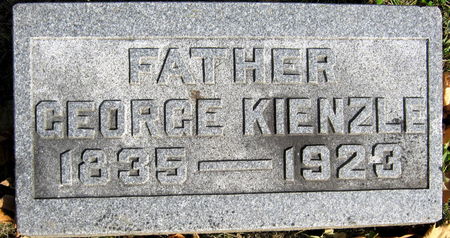 FATHER
GEORGE KIENZLE
1835 — 1923